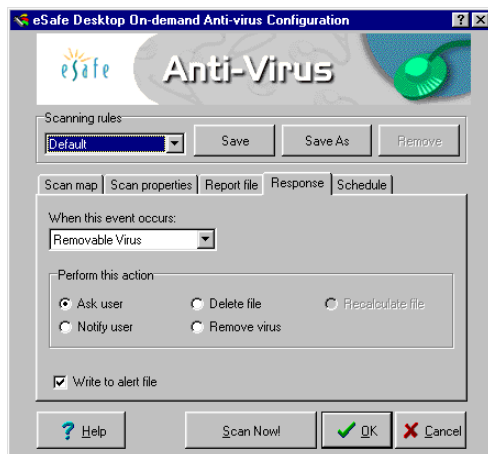 eSafe Desktop On-demand Anti-virus Configuration
eSafe Anti-Virus
Scanning rules
Default Save Save As Remove
Scan map Scan properties Report file Response Schedule
When this event occurs:
Removable Virus
Perform this action
Ask user Delete file Recalculate file
Notify user Remove virus
Write to alert file
? Help Scan Now! OK Cancel